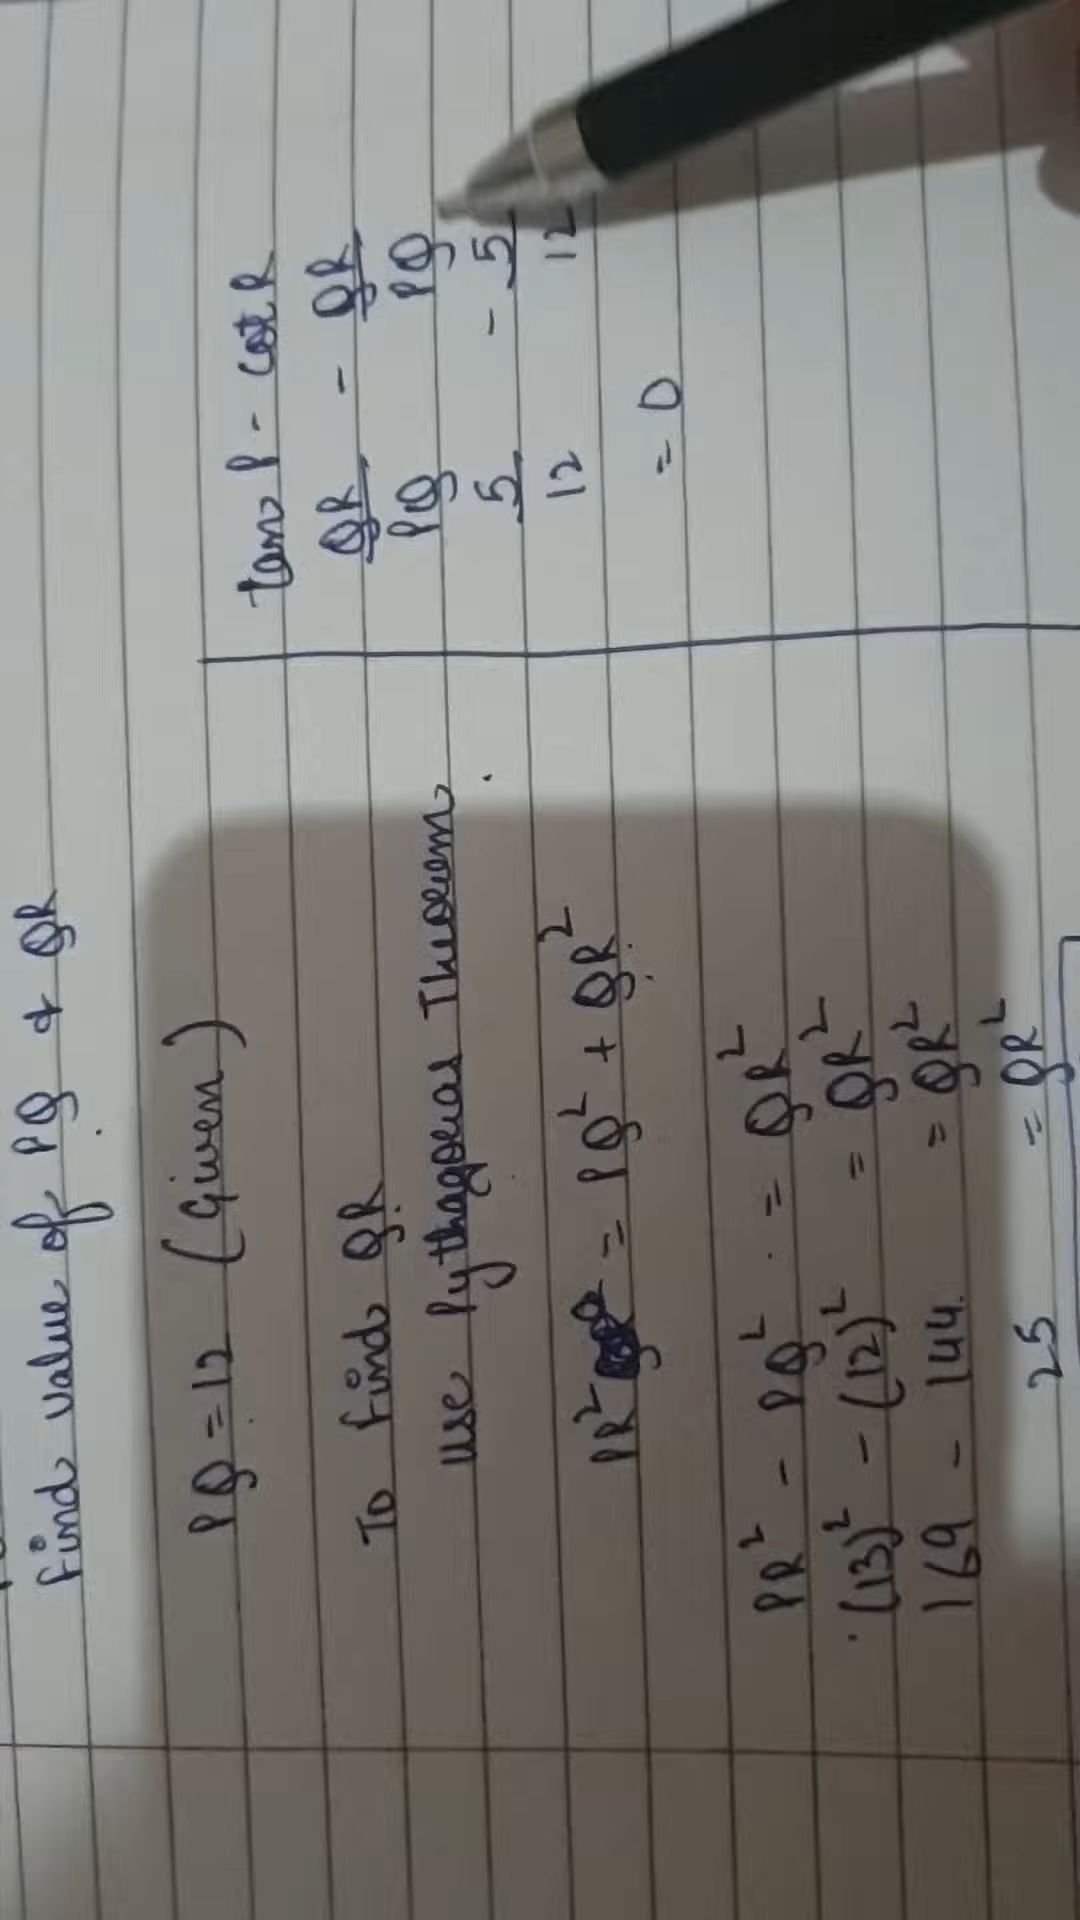 find value of PQ & QR
PQ = 12 (Given)
To find QR
use Pythagoras Theorem.
PR² = PQ² + QR²
PR² - PQ² = QR²
(13)² - (12)² = QR²
169 - 144 = QR²
25 = QR²
tan P - cot R
QR/PQ - QR/PQ
5/12 - 5/12
= 0